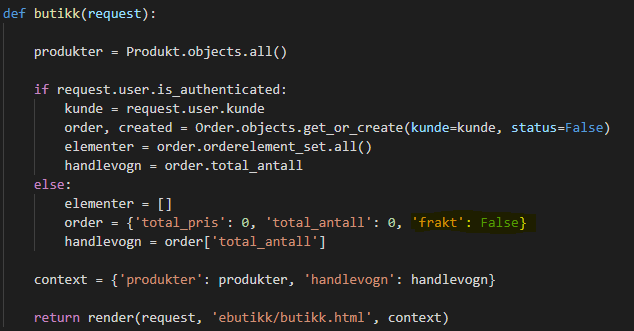 def butikk(request):
produkter = Produkt.objects.all()
if request.user.is_authenticated:
kunde = request.user.kunde
order, created = Order.objects.get_or_create(kunde=kunde, status=False)
elementer = order.orderelement_set.all()
handlevogn = order.total_antall
else:
elementer = []
order = {'total_pris': 0, 'total_antall': 0, 'frakt': False}
handlevogn = order['total_antall']
context = {'produkter': produkter, 'handlevogn': handlevogn}
return render(request, 'ebutikk/butikk.html', context)